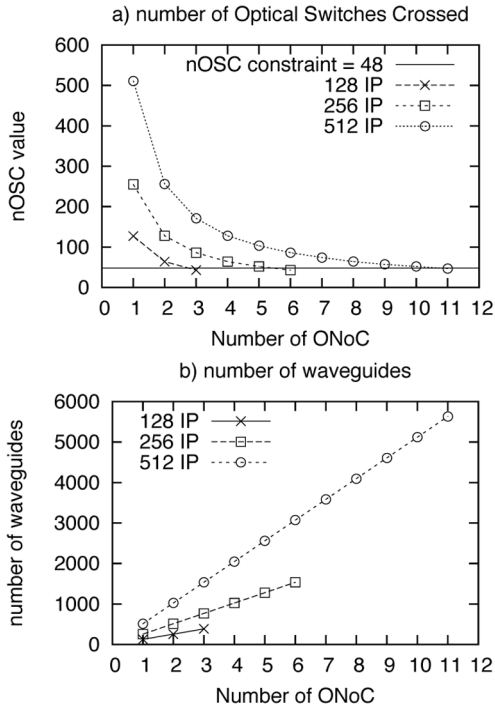 a) number of Optical Switches Crossed
600
500
400
300
200
100
0
nOSC value
nOSC constraint = 48
128 IP
256 IP
512 IP
0 1 2 3 4 5 6 7 8 9 10 11 12
Number of ONoC
b) number of waveguides
6000
5000
4000
3000
2000
1000
0
number of waveguides
128 IP
256 IP
512 IP
0 1 2 3 4 5 6 7 8 9 10 11 12
Number of ONoC